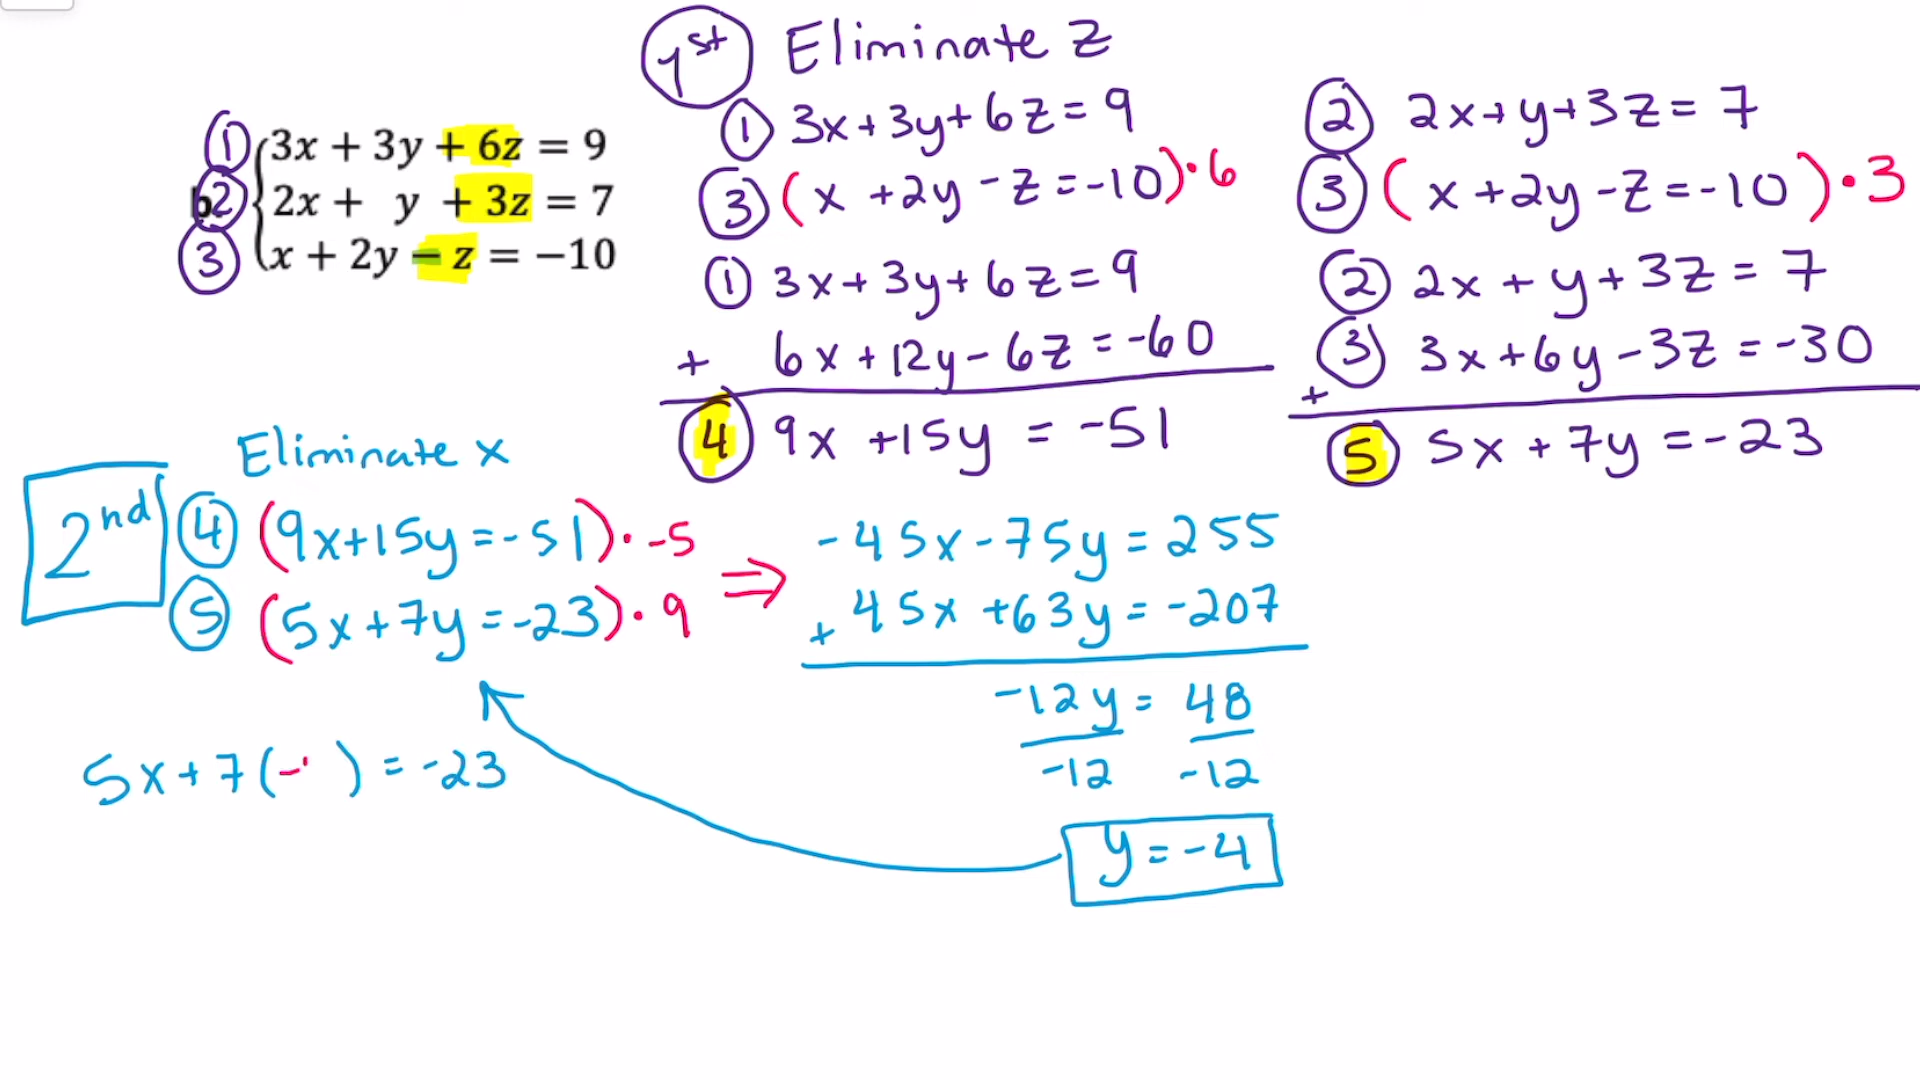 1st Eliminate z
① 3x + 3y + 6z = 9
② 2x + y + 3z = 7
③ x + 2y − z = −10
① 3x + 3y + 6z = 9
③ (x + 2y − z = −10) · 6
① 3x + 3y + 6z = 9
+ 6x + 12y − 6z = −60
④ 9x + 15y = −51
② 2x + y + 3z = 7
③ (x + 2y − z = −10) · 3
② 2x + y + 3z = 7
③ + 3x + 6y − 3z = −30
⑤ 5x + 7y = −23
2nd Eliminate x
④ (9x + 15y = −51) · −5
⑤ (5x + 7y = −23) · 9
⇒ −45x − 75y = 255
+ 45x + 63y = −207
−12y = 48
−12 −12
y = −4
5x + 7(− ) = −23